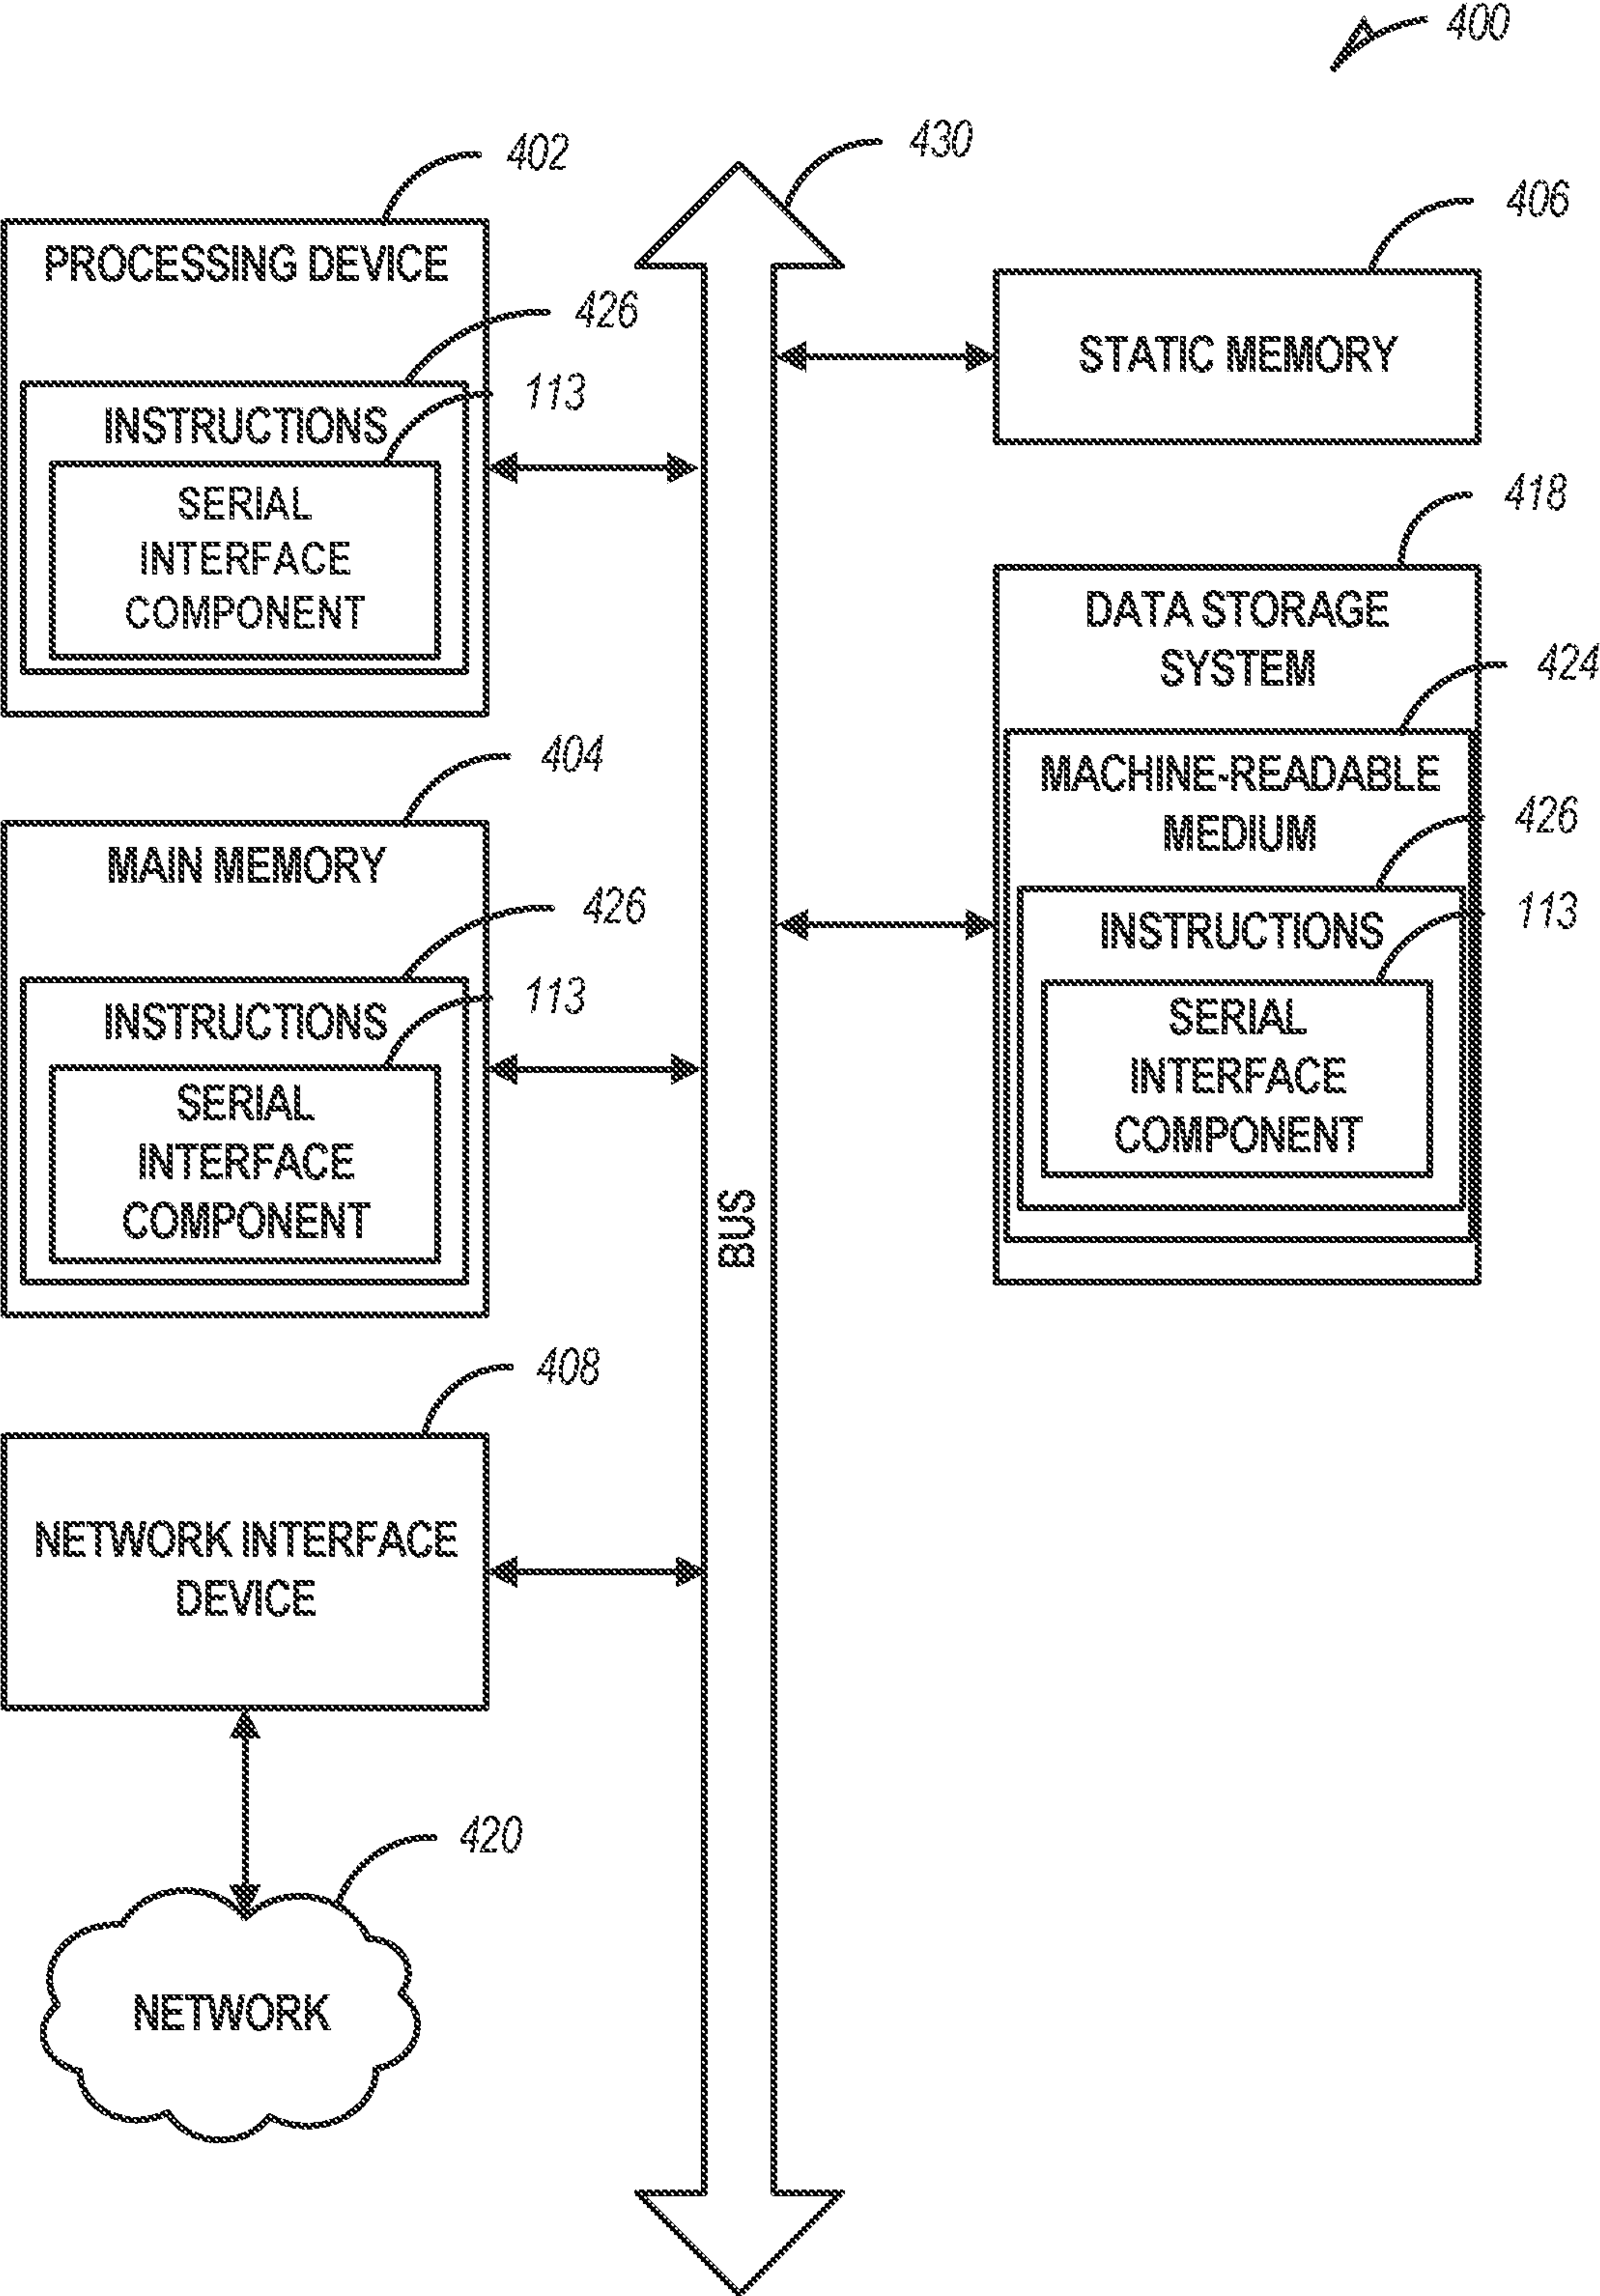 400
430
402
PROCESSING DEVICE
426
INSTRUCTIONS
113
SERIAL
INTERFACE
COMPONENT
404
MAIN MEMORY
426
INSTRUCTIONS
113
SERIAL
INTERFACE
COMPONENT
408
NETWORK INTERFACE
DEVICE
420
NETWORK
BUS
406
STATIC MEMORY
418
DATA STORAGE
SYSTEM
424
MACHINE-READABLE
MEDIUM
426
INSTRUCTIONS
113
SERIAL
INTERFACE
COMPONENT